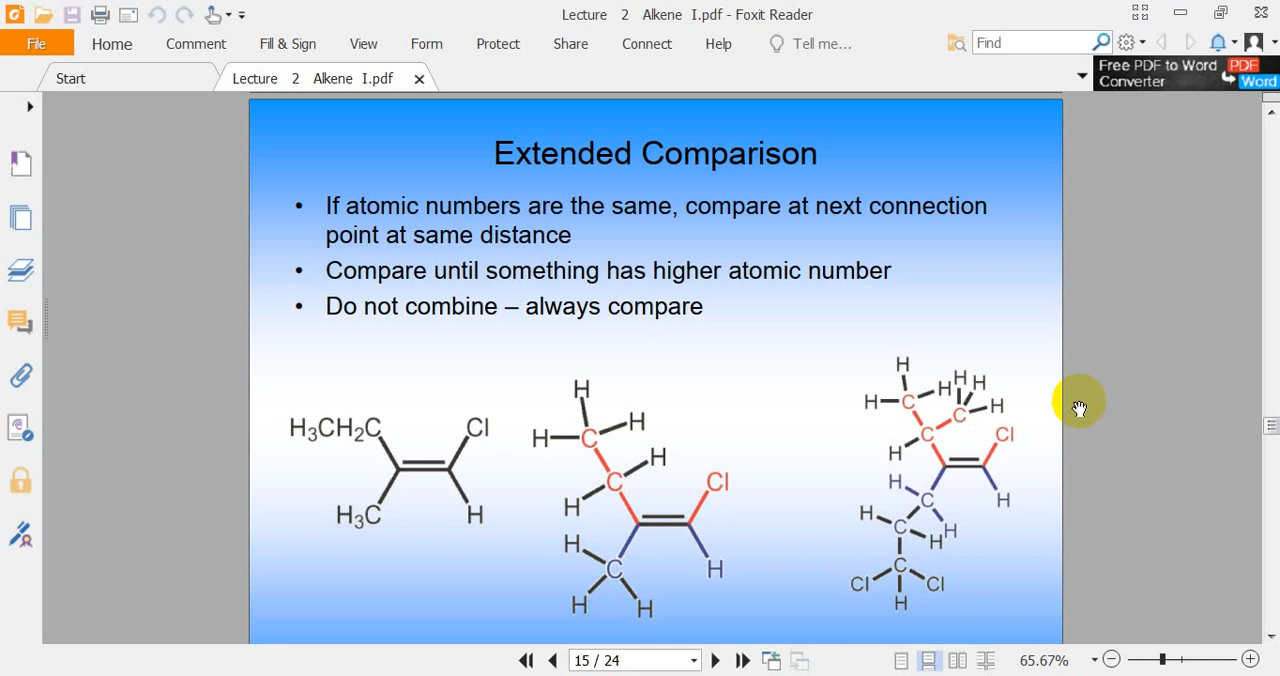 Lecture 2 Alkene I.pdf - Foxit Reader
File Home Comment Fill & Sign View Form Protect Share Connect Help Tell me... Find
Start Lecture 2 Alkene I.pdf
Free PDF to Word PDF
Converter Word
Extended Comparison
• If atomic numbers are the same, compare at next connection
point at same distance
• Compare until something has higher atomic number
• Do not combine – always compare
H₃CH₂C Cl
H₃C H
H
H C H
C H
H Cl
H C H
H H
H
H C H H H
C H
C Cl
H
H C H
H C H
H
Cl C Cl
H
15 / 24 65.67%